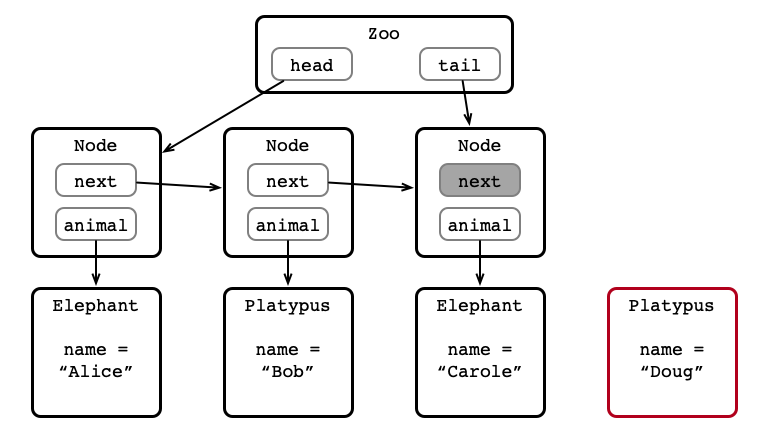 Zoo
head tail
Node Node Node
next next next
animal animal animal
Elephant Platypus Elephant Platypus
name = name = name = name =
“Alice” “Bob” “Carole” “Doug”